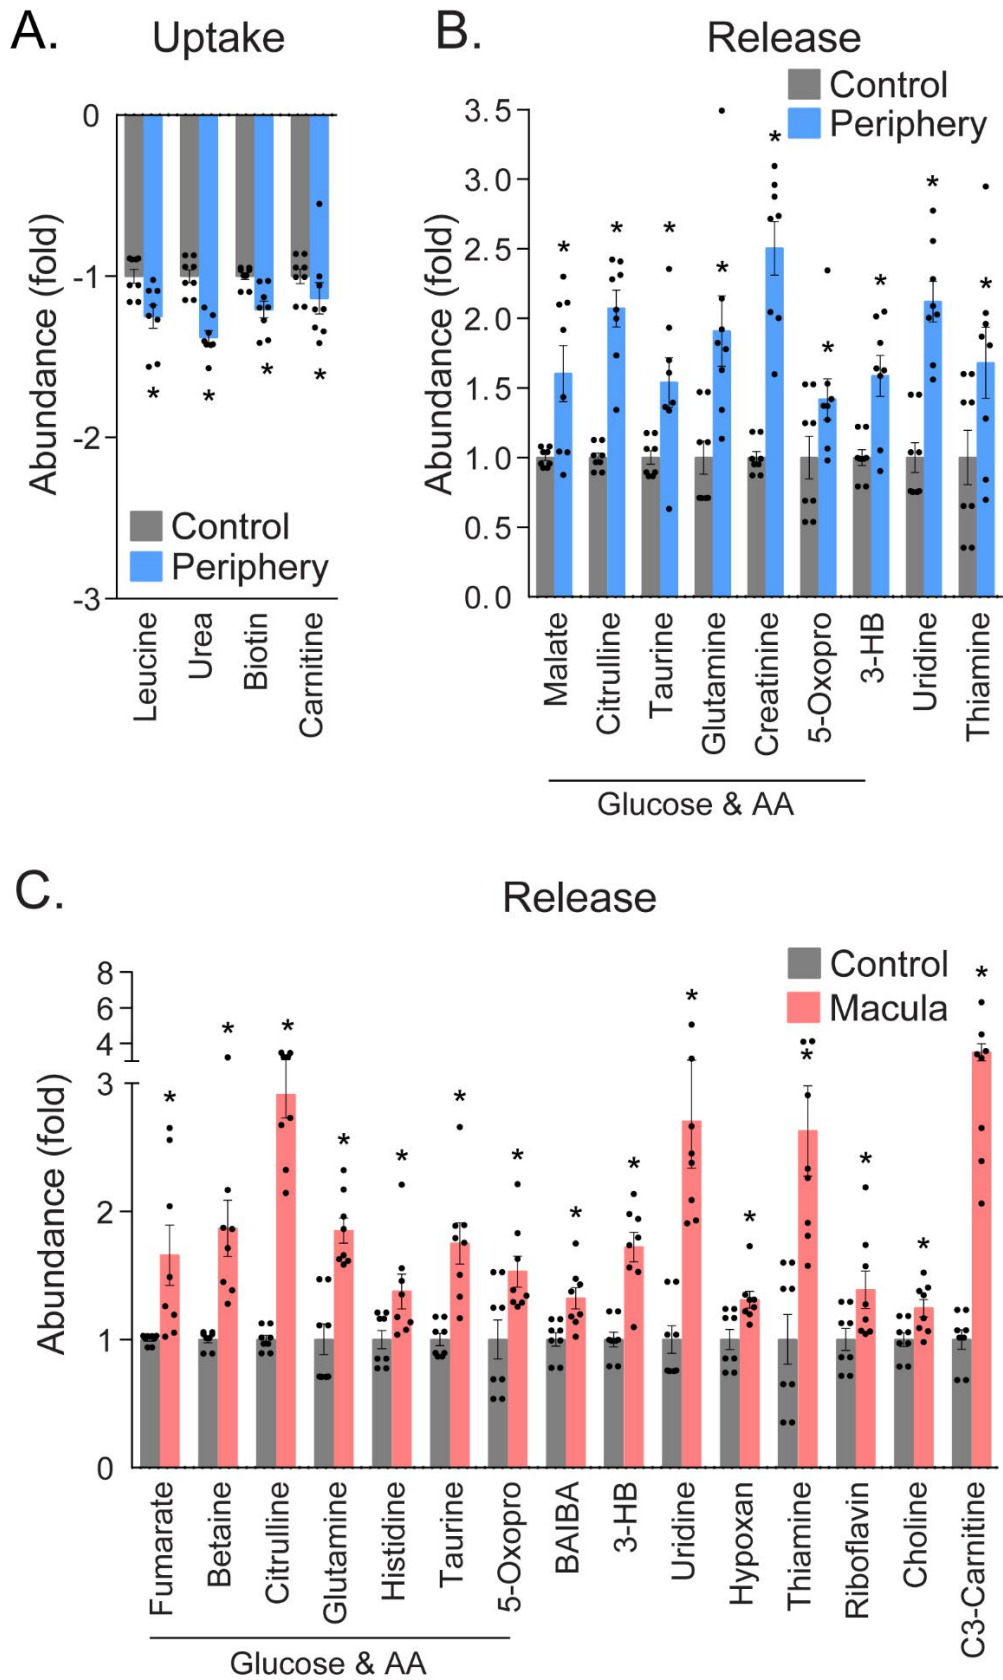 A.
Uptake
0
-1
-2
-3
Abundance (fold)
Control
Periphery
Leucine
Urea
Biotin
Carnitine
* * * *
B.
Release
Control
Periphery
3.5
3.0
2.5
2.0
1.5
1.0
0.5
0.0
Abundance (fold)
* * * * * * * * *
Malate
Citrulline
Taurine
Glutamine
Creatinine
5-Oxopro
3-HB
Uridine
Thiamine
Glucose & AA
C.
Release
Control
Macula
8
6
4
3
2
1
0
Abundance (fold)
* * * * * * * * * * * * * * *
Fumarate
Betaine
Citrulline
Glutamine
Histidine
Taurine
5-Oxopro
BAIBA
3-HB
Uridine
Hypoxan
Thiamine
Riboflavin
Choline
C3-Carnitine
Glucose & AA